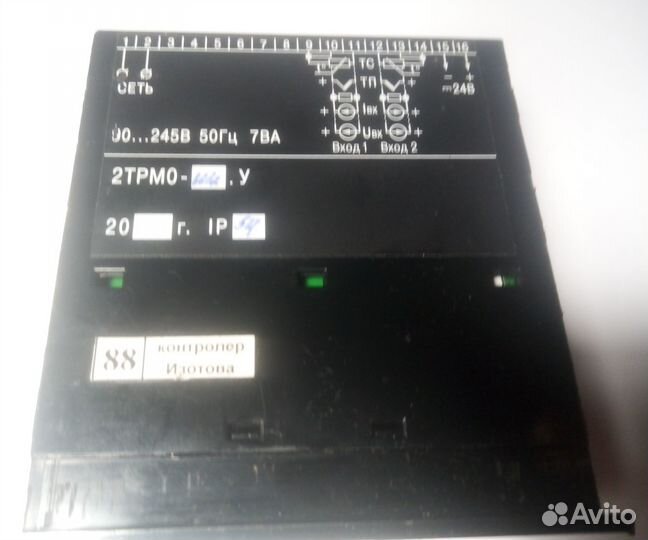 1 2 3 4 5 6 7 8 9 10 11 12 13 14 15 16
ТС
ТП
СЕТЬ
24В
Iвх
Uвх
90...245В 50Гц 7ВА
Вход 1 Вход 2
2ТРМ0- .У
20 г. IP 54
88 контролер
Изотова
Avito